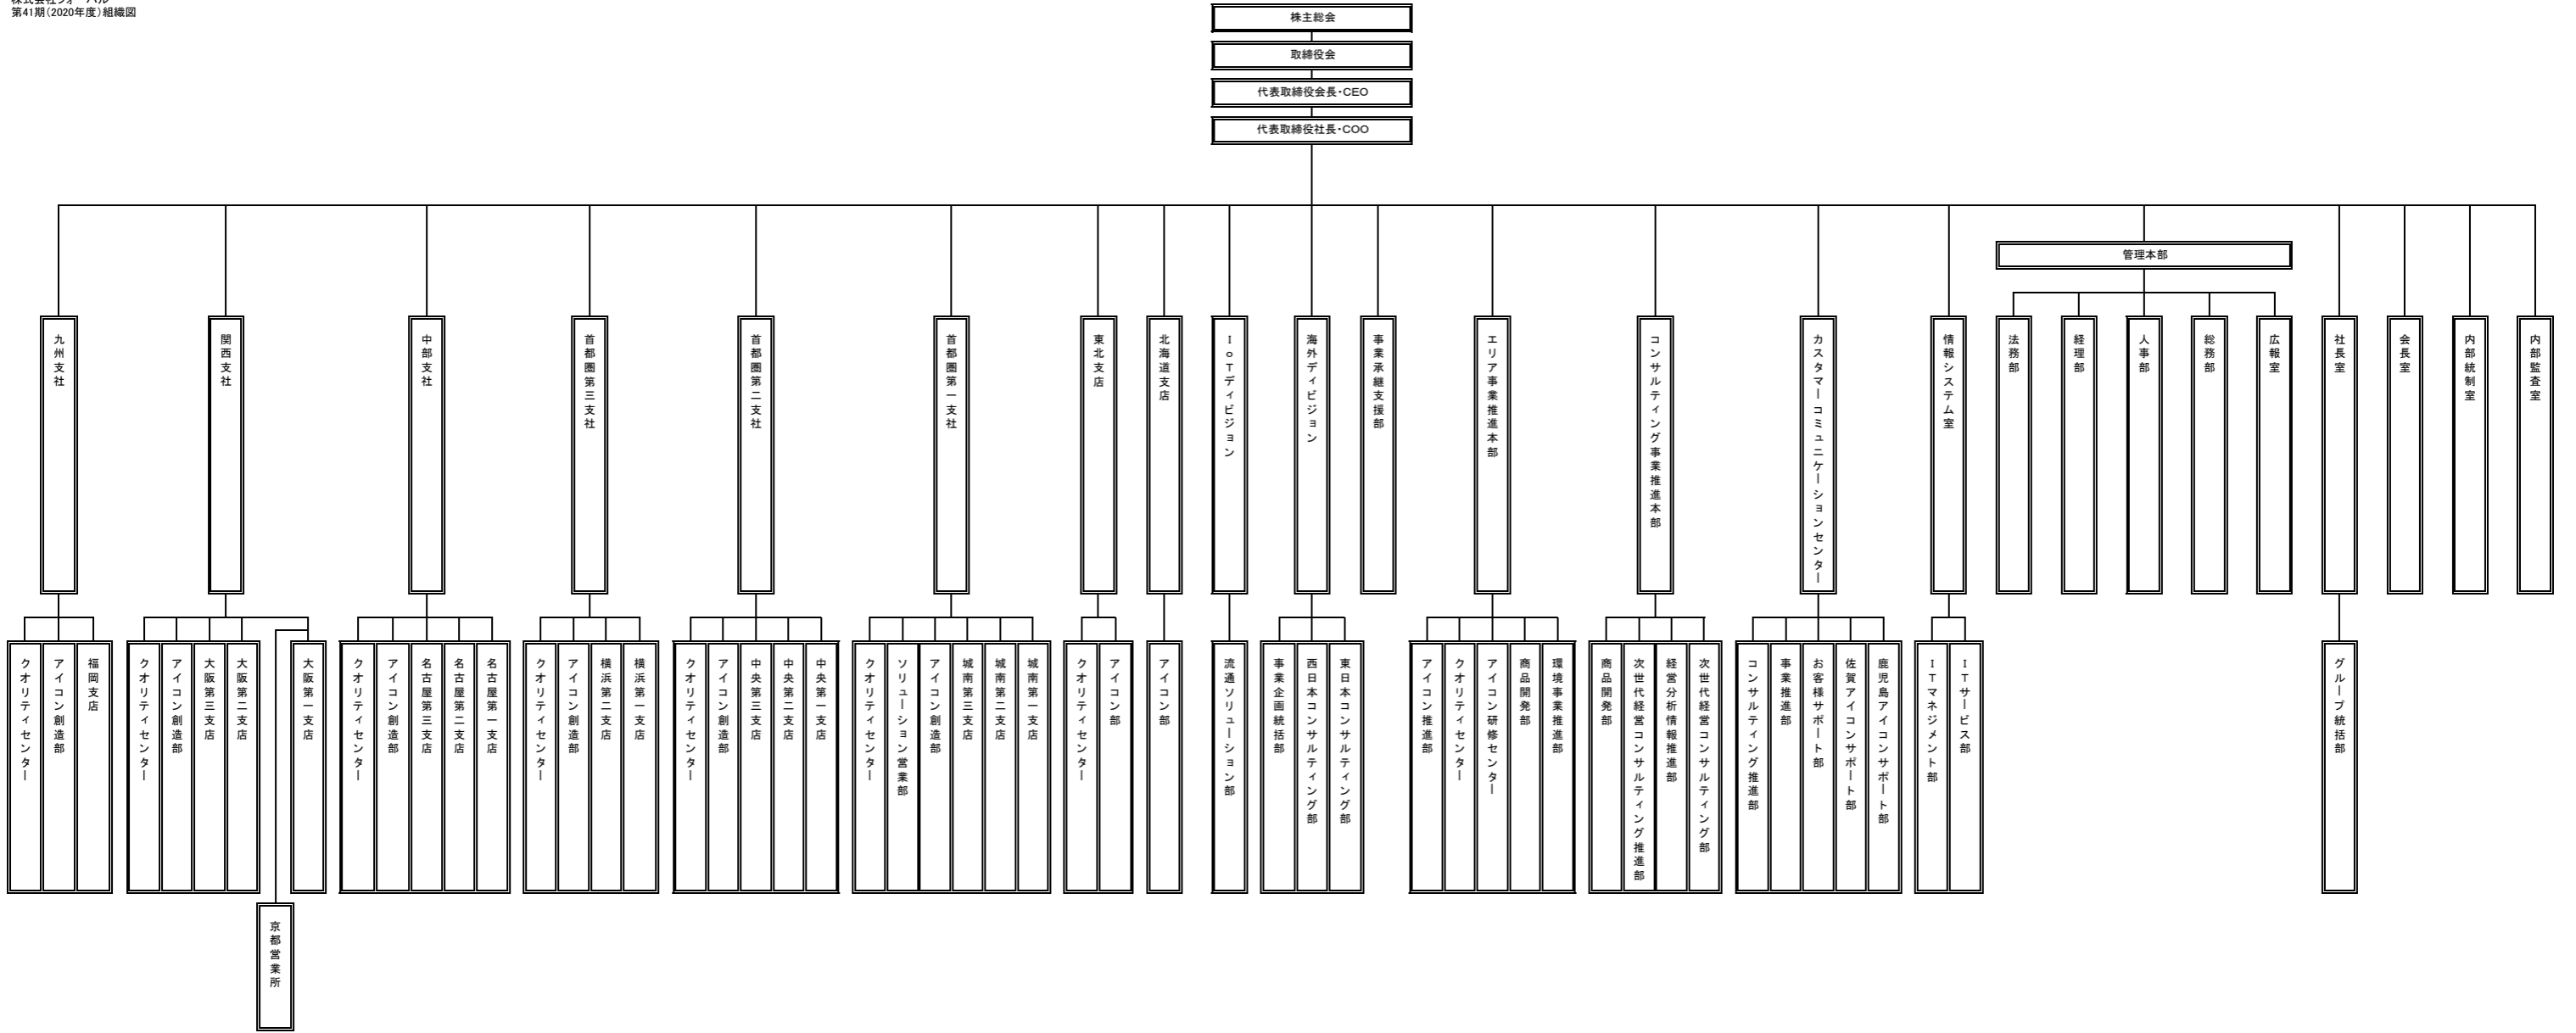 第41期(2020年度)組織図
株主総会
取締役会
代表取締役会長・CEO
代表取締役社長・COO
管理本部
九州支社
関西支社
中部支社
首都圏第三支社
首都圏第二支社
首都圏第一支社
東北支店
北海道支店
IoTディビジョン
海外ディビジョン
事業承継支援部
エリア事業推進本部
コンサルティング事業推進本部
カスタマーコミュニケーションセンター
情報システム室
法務部
経理部
人事部
総務部
広報室
社長室
会長室
内部統制室
内部監査室
クオリティセンター
アイコン創造部
福岡支店
クオリティセンター
アイコン創造部
大阪第三支店
大阪第二支店
大阪第一支店
クオリティセンター
アイコン創造部
名古屋第三支店
名古屋第二支店
名古屋第一支店
クオリティセンター
アイコン創造部
横浜第二支店
横浜第一支店
クオリティセンター
アイコン創造部
中央第三支店
中央第二支店
中央第一支店
クオリティセンター
ソリューション営業部
アイコン創造部
城南第三支店
城南第二支店
城南第一支店
クオリティセンター
アイコン部
アイコン部
流通ソリューション部
事業企画統括部
西日本コンサルティング部
東日本コンサルティング部
アイコン推進部
クオリティセンター
アイコン研修センター
商品開発部
環境事業推進部
商品開発部
次世代経営コンサルティング推進部
経営分析情報推進部
次世代経営コンサルティング部
コンサルティング推進部
事業推進部
お客様サポート部
佐賀アイコンサポート部
鹿児島アイコンサポート部
ITマネジメント部
ITサービス部
グループ統括部
京都営業所